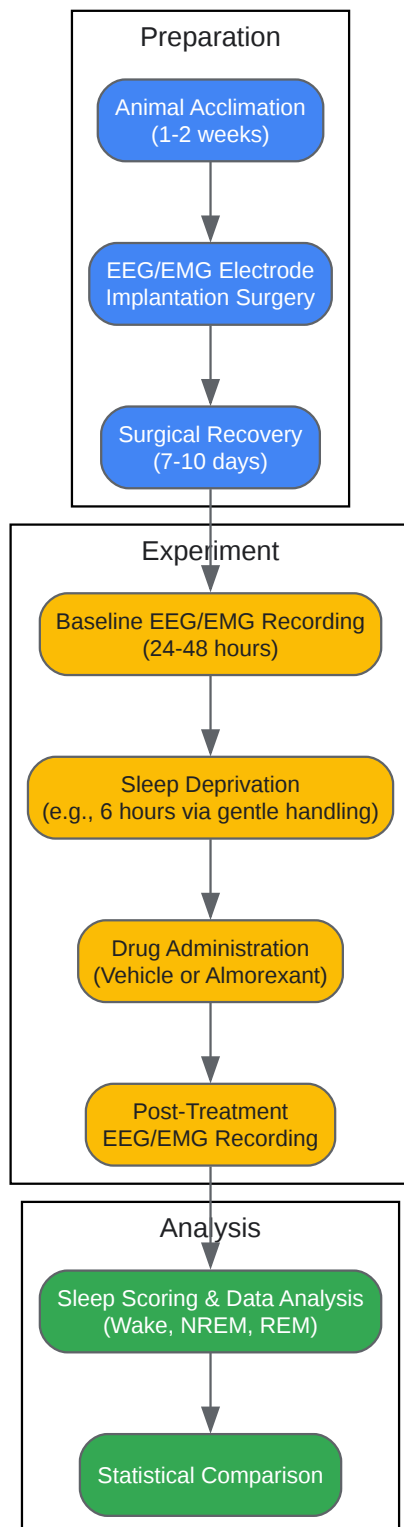 Preparation
Animal Acclimation
(1-2 weeks)
EEG/EMG Electrode
Implantation Surgery
Surgical Recovery
(7-10 days)
Experiment
Baseline EEG/EMG Recording
(24-48 hours)
Sleep Deprivation
(e.g., 6 hours via gentle handling)
Drug Administration
(Vehicle or Almorexant)
Post-Treatment
EEG/EMG Recording
Analysis
Sleep Scoring & Data Analysis
(Wake, NREM, REM)
Statistical Comparison